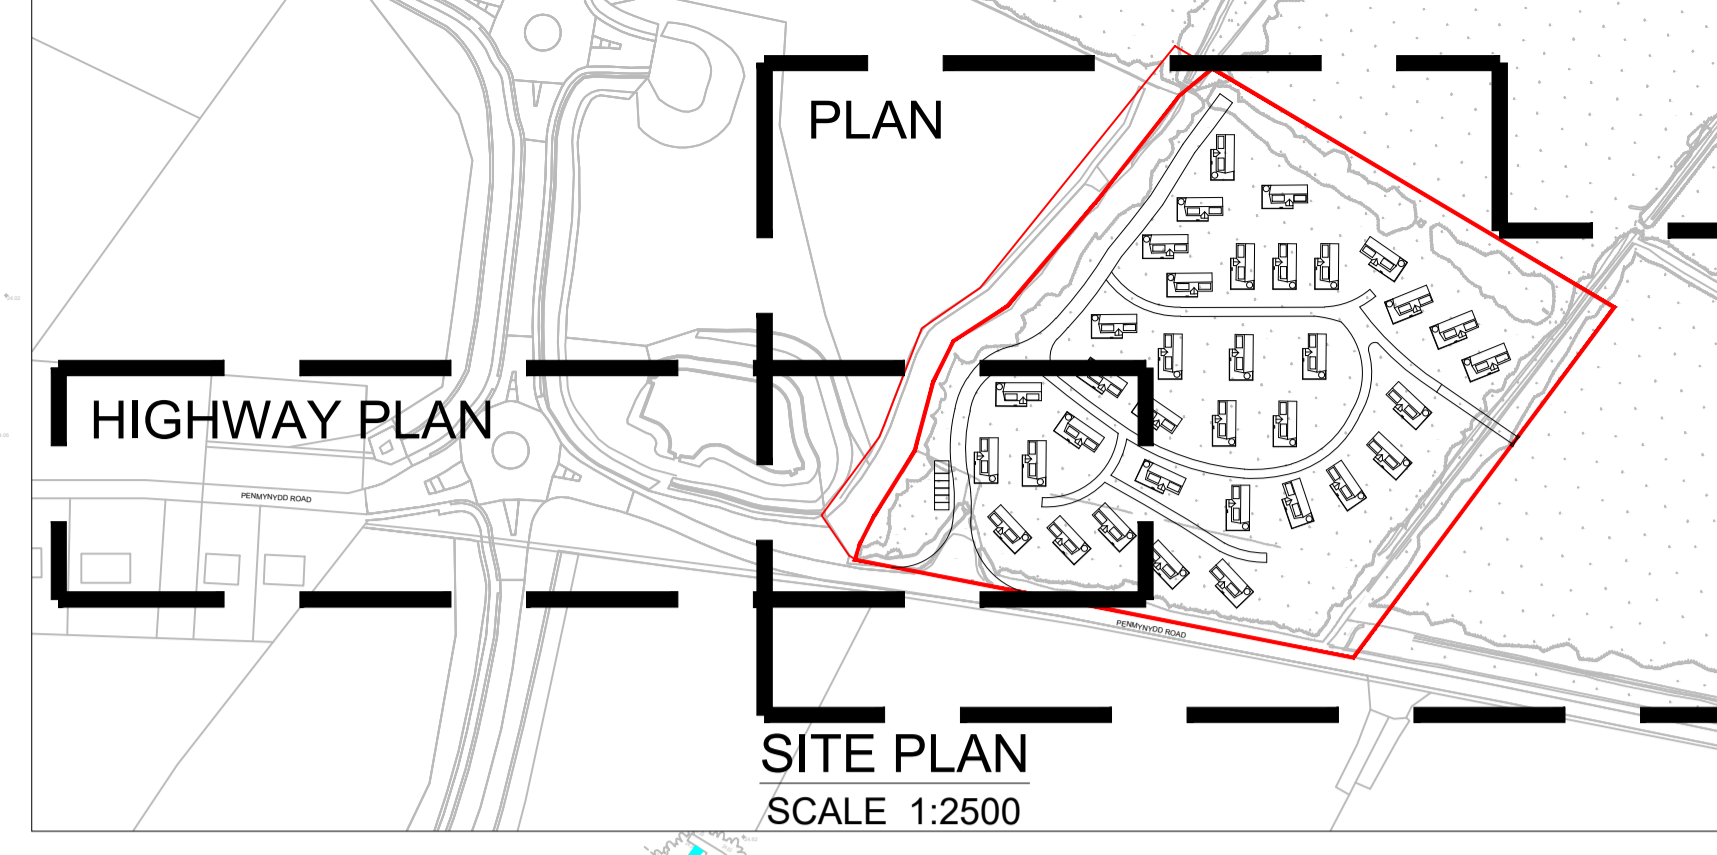 PLAN
HIGHWAY PLAN
PENMYNYDD ROAD
PENMYNYDD ROAD
SITE PLAN
SCALE 1:2500